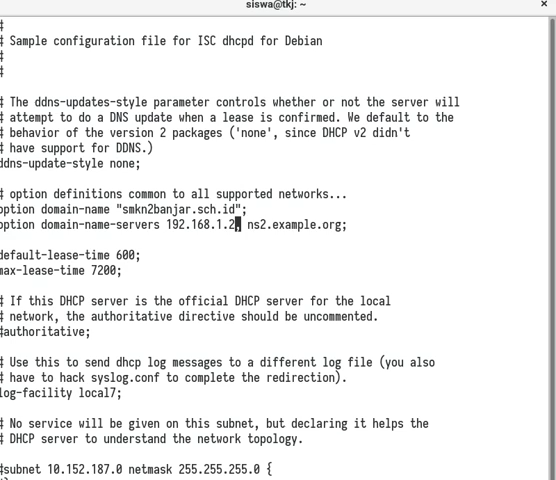 siswa@tkj: ~
#
# Sample configuration file for ISC dhcpd for Debian
#
#
# The ddns-updates-style parameter controls whether or not the server will
# attempt to do a DNS update when a lease is confirmed. We default to the
# behavior of the version 2 packages ('none', since DHCP v2 didn't
# have support for DDNS.)
ddns-update-style none;
# option definitions common to all supported networks...
option domain-name "smkn2banjar.sch.id";
option domain-name-servers 192.168.1.2, ns2.example.org;
default-lease-time 600;
max-lease-time 7200;
# If this DHCP server is the official DHCP server for the local
# network, the authoritative directive should be uncommented.
#authoritative;
# Use this to send dhcp log messages to a different log file (you also
# have to hack syslog.conf to complete the redirection).
log-facility local7;
# No service will be given on this subnet, but declaring it helps the
# DHCP server to understand the network topology.
#subnet 10.152.187.0 netmask 255.255.255.0 {